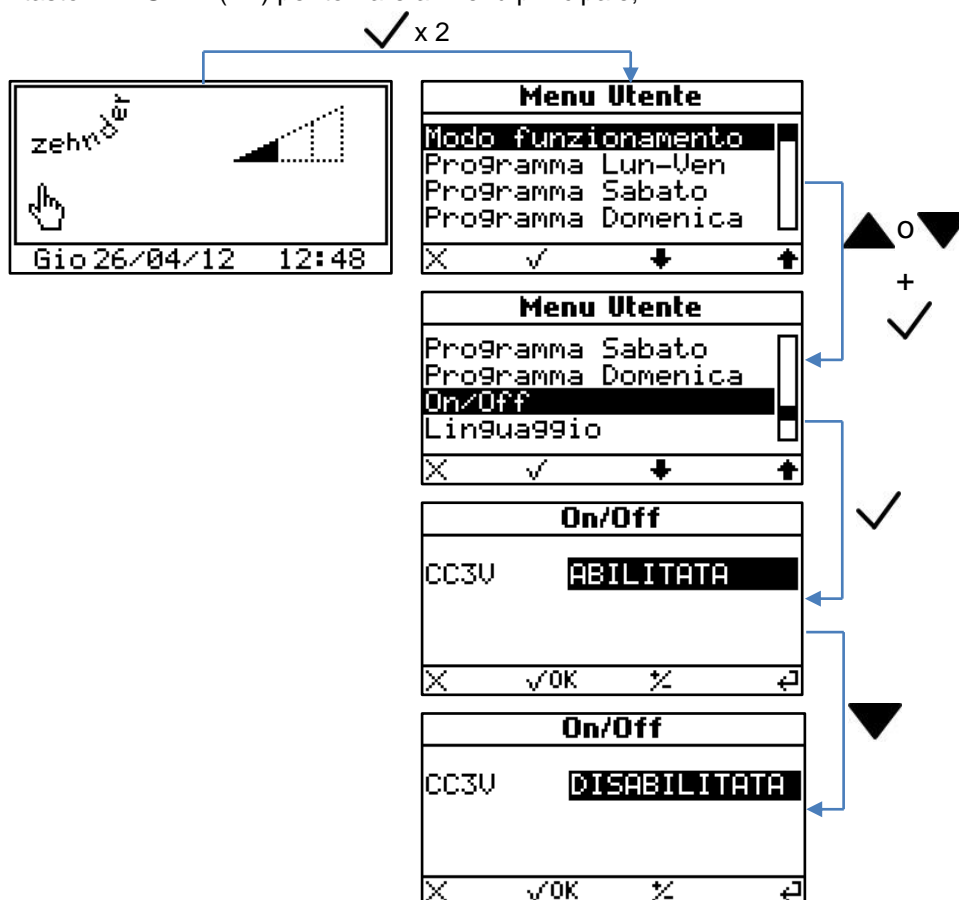 x 2
zehnder
Gio 26/04/12 12:48
Menu Utente
Modo funzionamento
Programma Lun-Ven
Programma Sabato
Programma Domenica
o
+
Menu Utente
Programma Sabato
Programma Domenica
On/Off
Linguaggio
On/Off
CC3V ABILITATA
OK +/-
On/Off
CC3V DISABILITATA
OK +/-